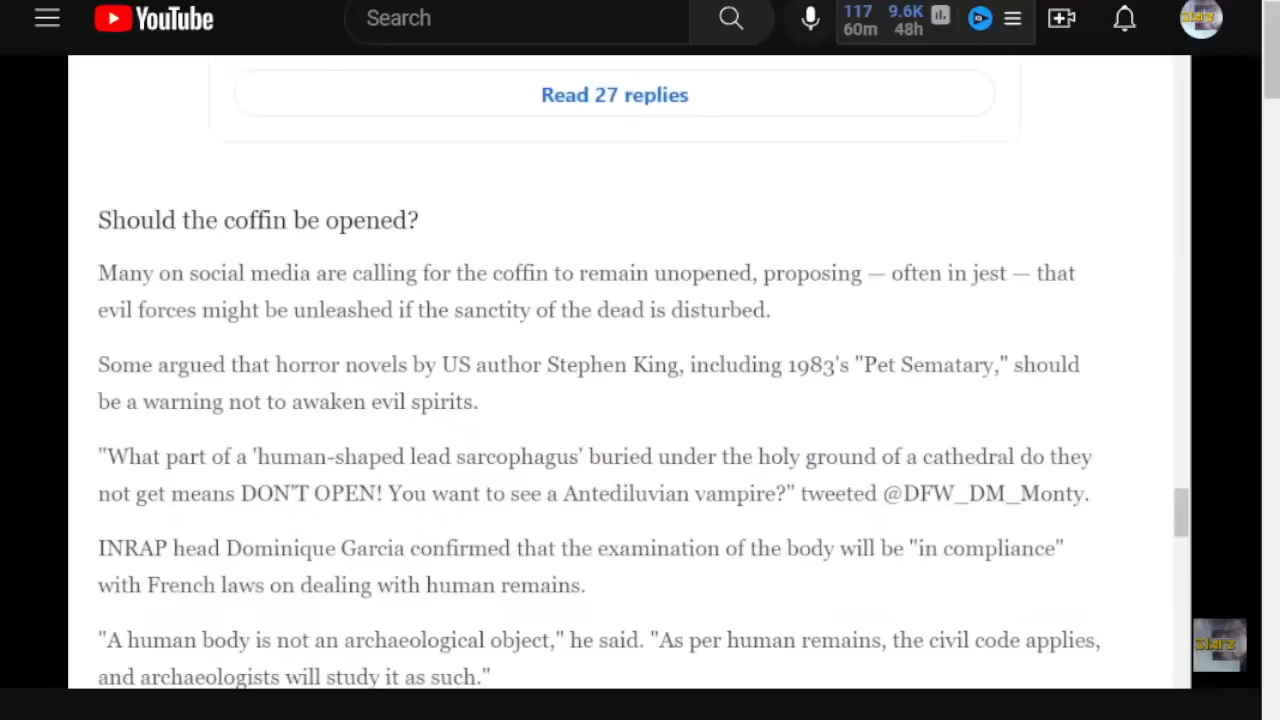 YouTube
Search
117 9.6K
60m 48h
Read 27 replies
Should the coffin be opened?
Many on social media are calling for the coffin to remain unopened, proposing — often in jest — that
evil forces might be unleashed if the sanctity of the dead is disturbed.
Some argued that horror novels by US author Stephen King, including 1983's "Pet Sematary," should
be a warning not to awaken evil spirits.
"What part of a 'human-shaped lead sarcophagus' buried under the holy ground of a cathedral do they
not get means DON'T OPEN! You want to see a Antediluvian vampire?" tweeted @DFW_DM_Monty.
INRAP head Dominique Garcia confirmed that the examination of the body will be "in compliance"
with French laws on dealing with human remains.
"A human body is not an archaeological object," he said. "As per human remains, the civil code applies,
and archaeologists will study it as such."